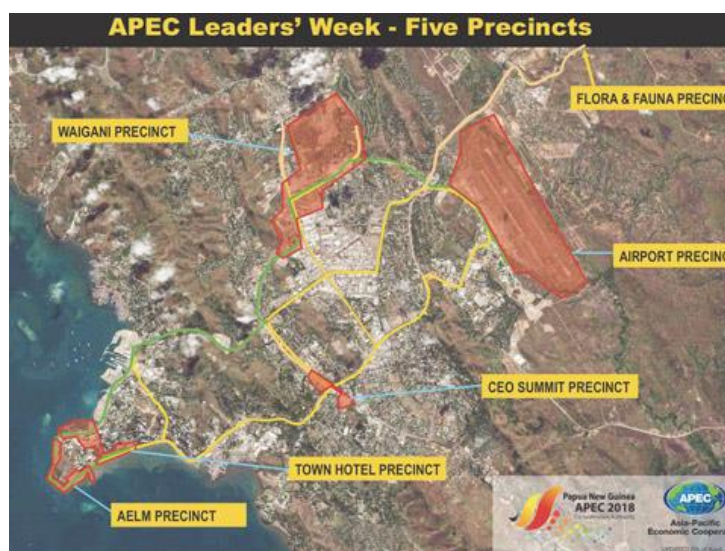 APEC Leaders' Week - Five Precincts
FLORA & FAUNA PRECINC
WAIGANI PRECINCT
AIRPORT PRECINC
CEO SUMMIT PRECINCT
TOWN HOTEL PRECINCT
AELM PRECINCT
Papua New Guinea
APEC 2018
APEC
Asia-Pacific
Economic Cooper